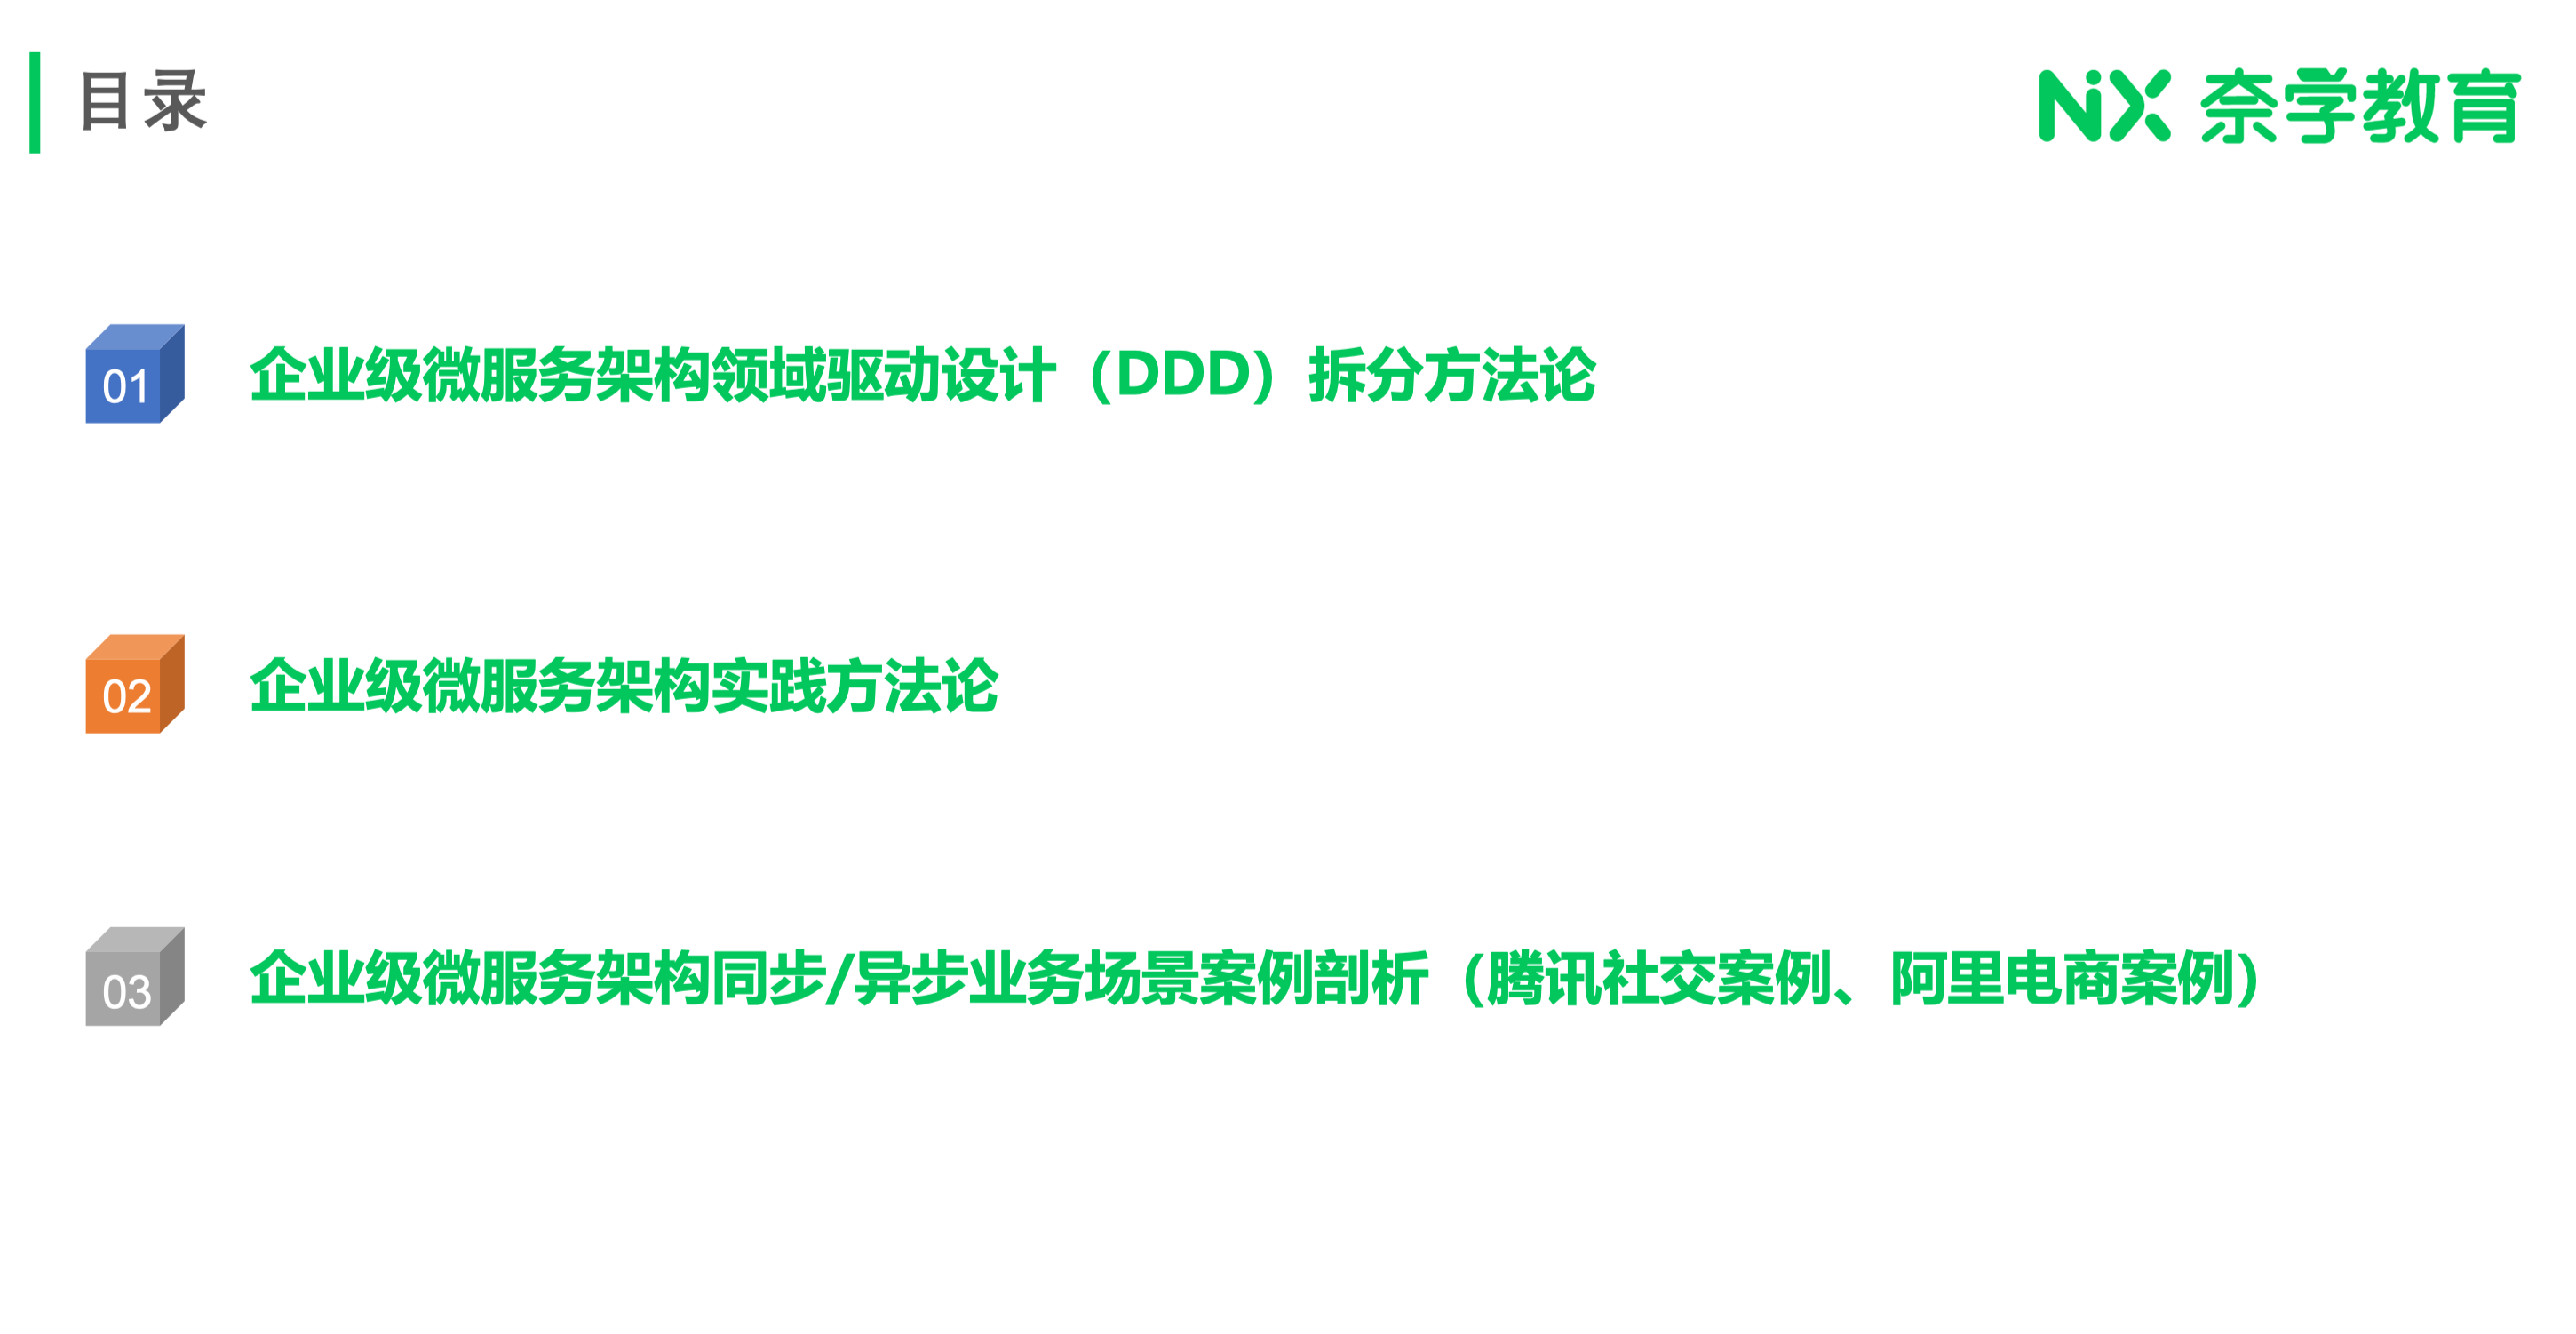 目录
NX 奈学教育
01 企业级微服务架构领域驱动设计（DDD）拆分方法论
02 企业级微服务架构实践方法论
03 企业级微服务架构同步/异步业务场景案例剖析（腾讯社交案例、阿里电商案例）